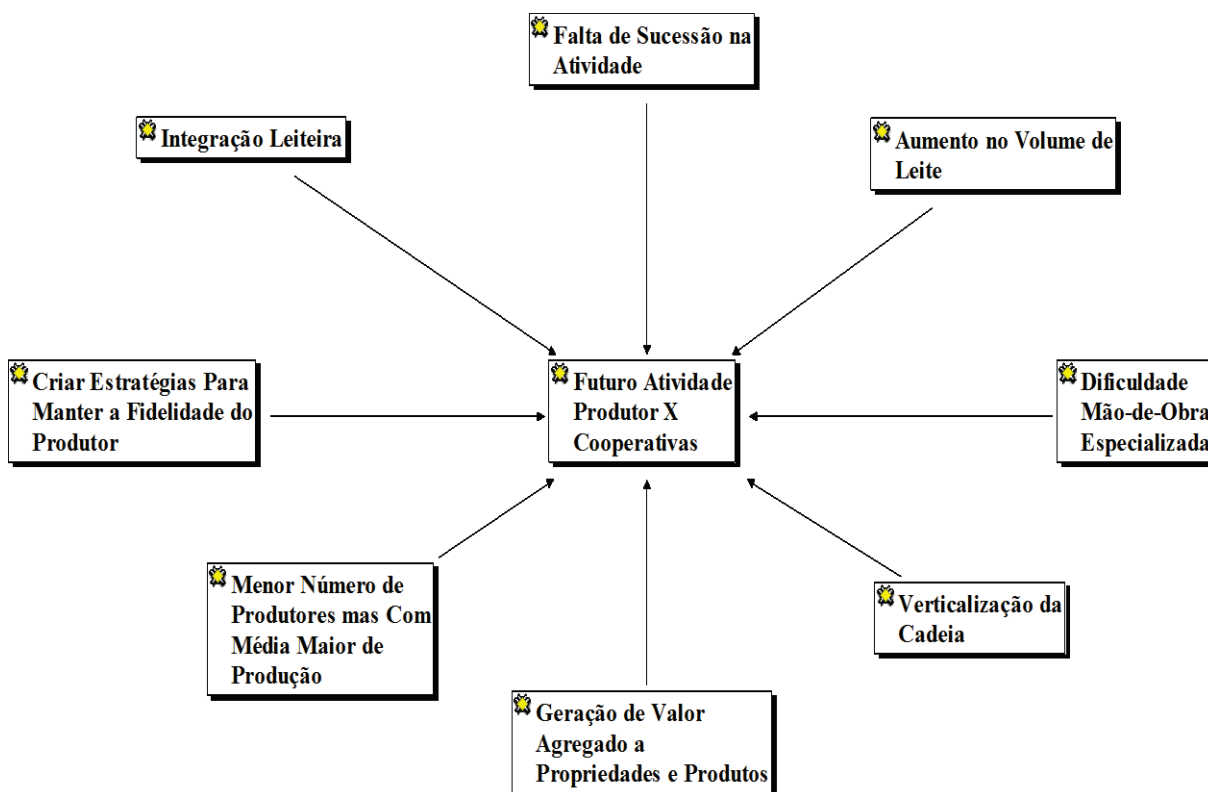 Falta de Sucessão na
Atividade
Integração Leiteira
Aumento no Volume de
Leite
Criar Estratégias Para
Manter a Fidelidade do
Produtor
Futuro Atividade
Produtor X
Cooperativas
Dificuldade
Mão-de-Obra
Especializada
Menor Número de
Produtores mas Com
Média Maior de
Produção
Verticalização da
Cadeia
Geração de Valor
Agregado a
Propriedades e Produtos